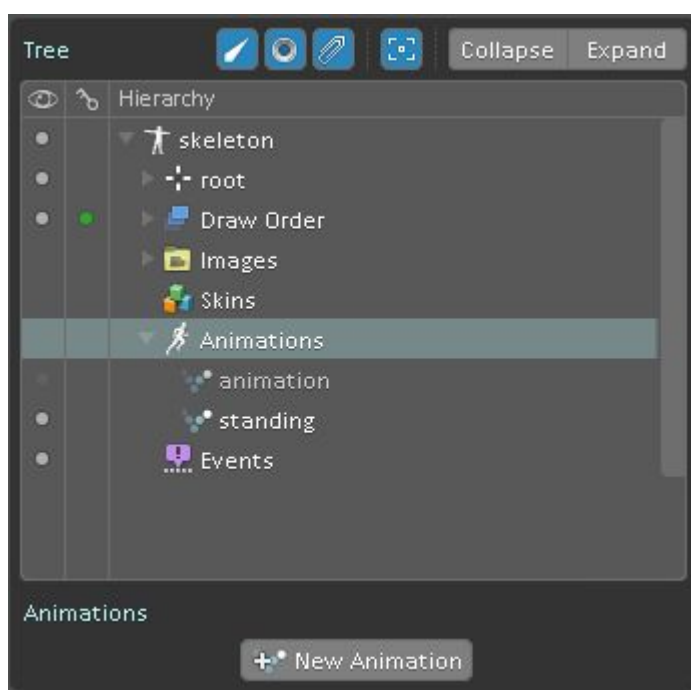 Tree Collapse Expand
Hierarchy
skeleton
root
Draw Order
Images
Skins
Animations
animation
standing
Events
Animations
New Animation